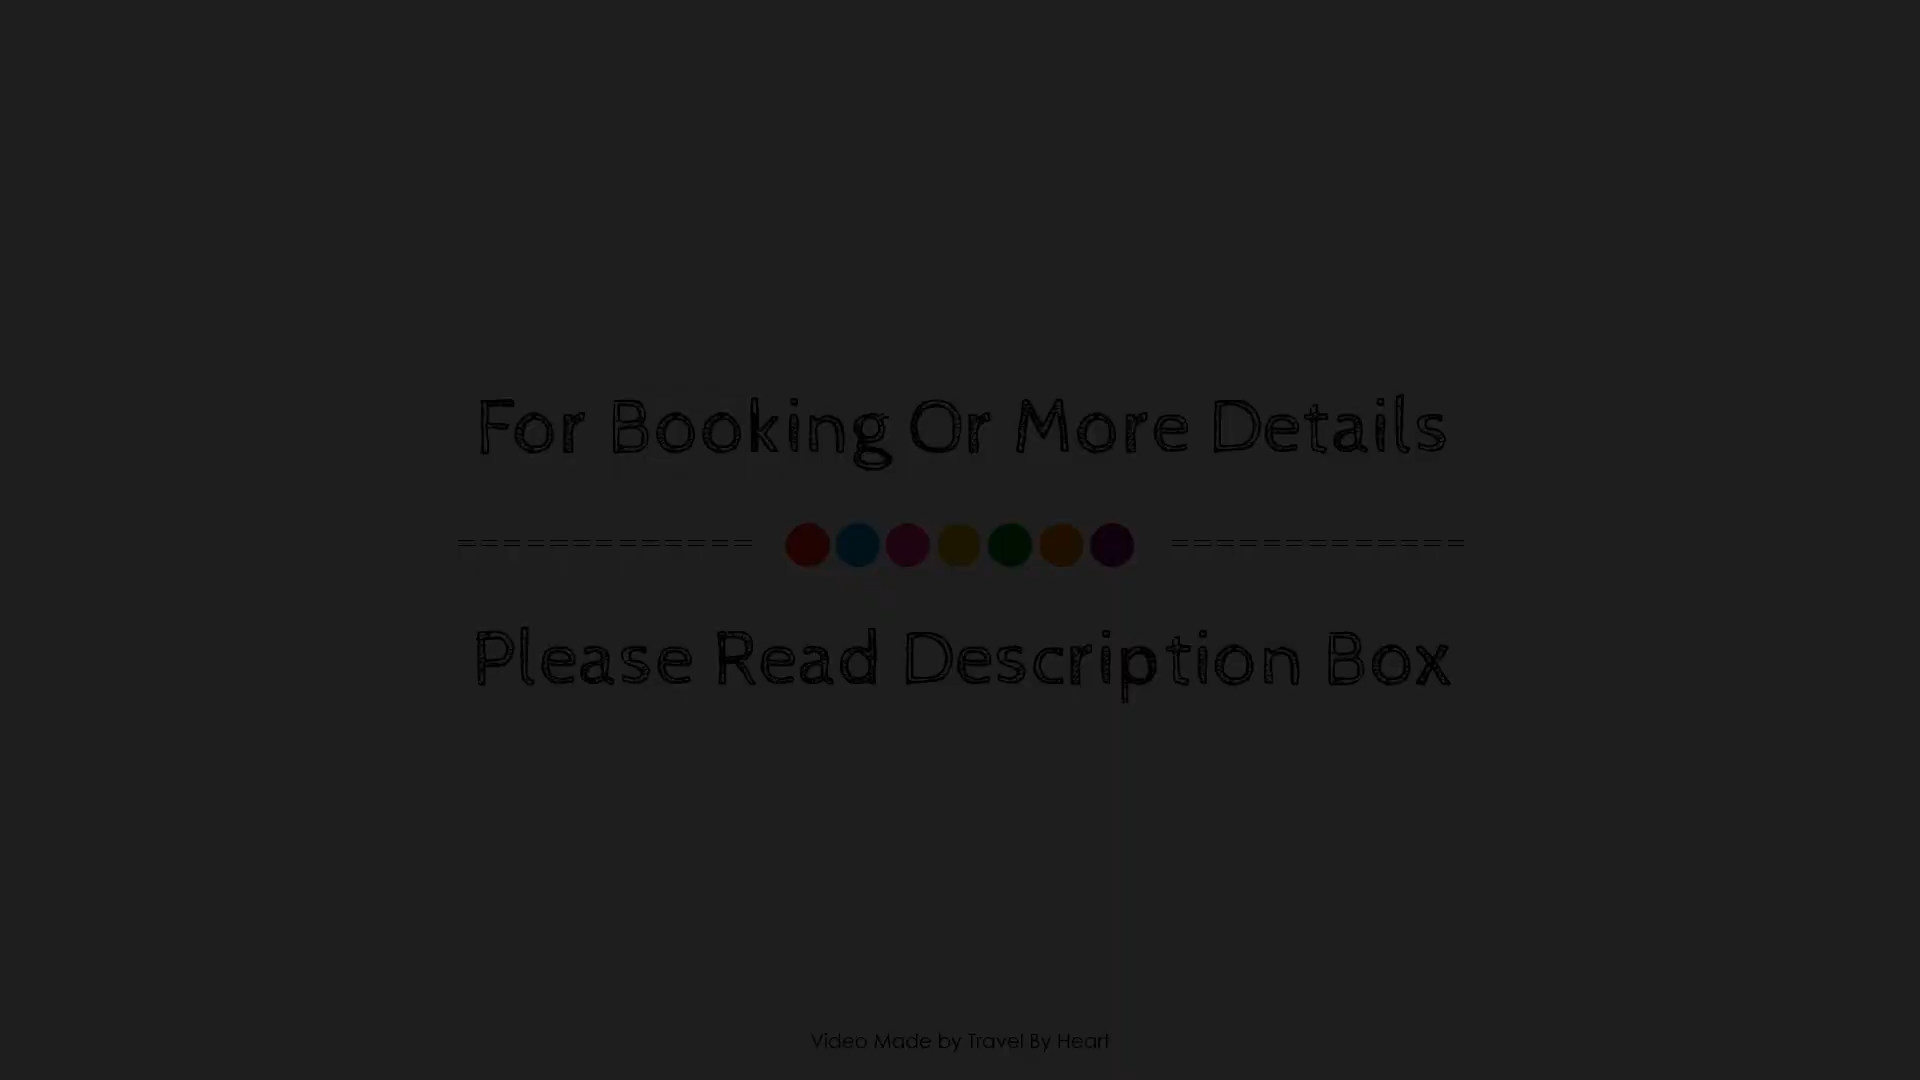 For Booking Or More Details
============= =============
Please Read Description Box
Video Made by Travel By Heart